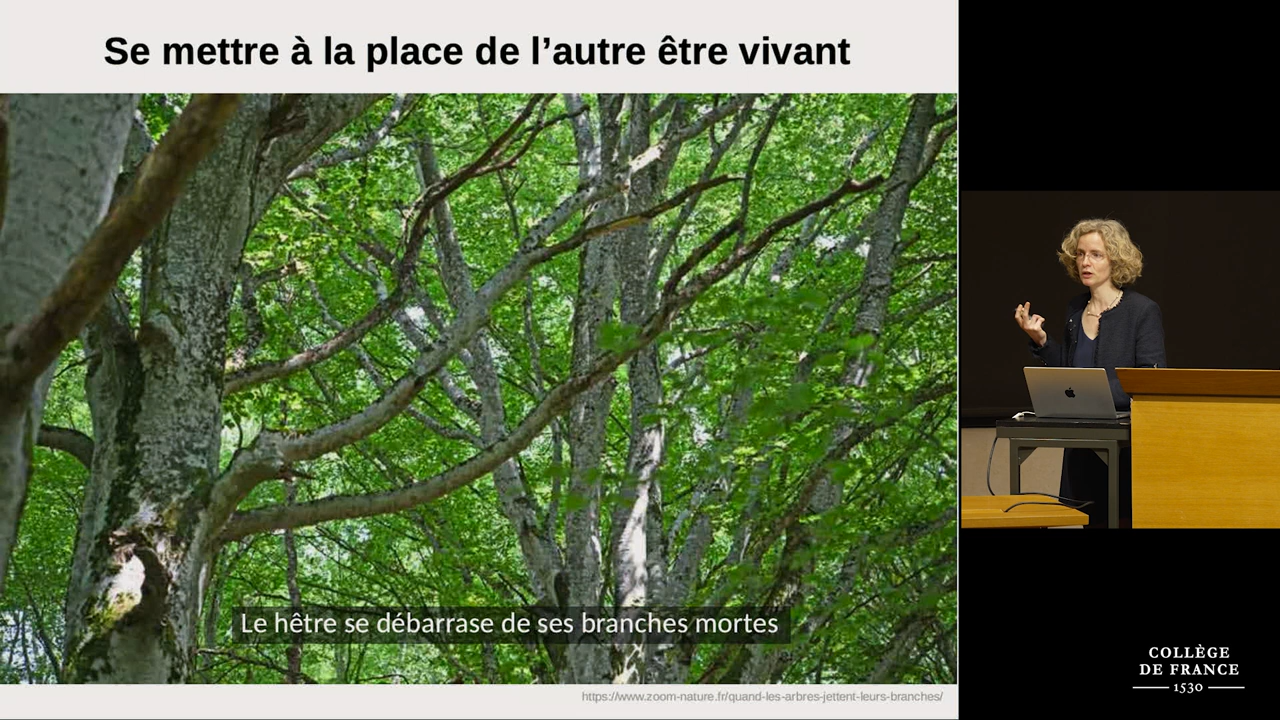 Se mettre à la place de l’autre être vivant
Le hêtre se débarrase de ses branches mortes
https://www.zoom-nature.fr/quand-les-arbres-jettent-leurs-branches/
COLLÈGE
DE FRANCE
1530